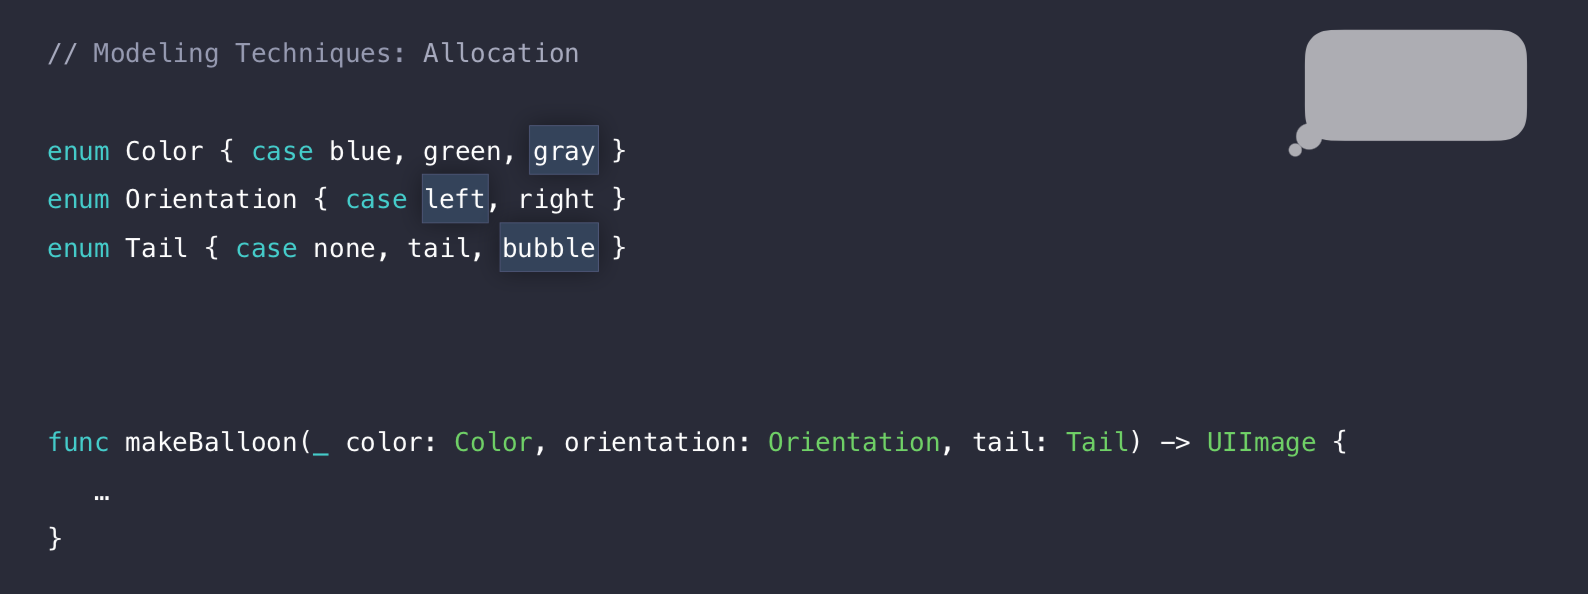 // Modeling Techniques: Allocation
enum Color { case blue, green, gray }
enum Orientation { case left, right }
enum Tail { case none, tail, bubble }
func makeBalloon(_ color: Color, orientation: Orientation, tail: Tail) -> UIImage {
…
}